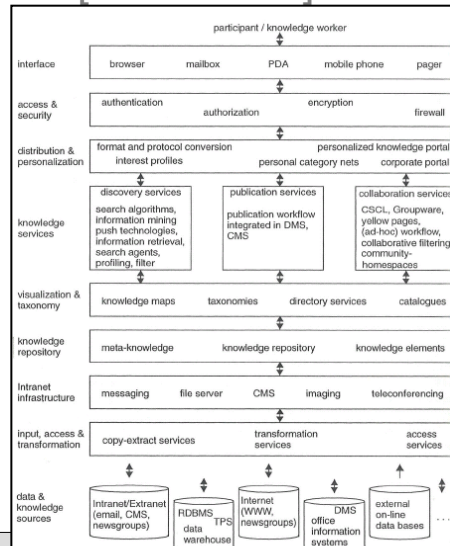 participant / knowledge worker
interface
browser mailbox PDA mobile phone pager
access &
security
authentication encryption
authorization firewall
distribution &
personalization
format and protocol conversion personalized knowledge portal
interest profiles personal category nets corporate portal
knowledge
services
discovery services
search algorithms,
information mining
push technologies,
information retrieval,
search agents,
profiling, filter
publication services
publication workflow
integrated in DMS,
CMS
collaboration services
CSCL, Groupware,
yellow pages,
(ad-hoc) workflow,
collaborative filtering
community-
homespaces
visualization &
taxonomy
knowledge maps taxonomies directory services catalogues
knowledge
repository
meta-knowledge knowledge repository knowledge elements
Intranet
infrastructure
messaging file server CMS imaging teleconferencing
input, access &
transformation
copy-extract services
transformation
services
access
services
data &
knowledge
sources
Intranet/Extranet
(email, CMS,
newsgroups)
RDBMS
TPS
data
warehouse
Internet
(WWW,
newsgroups)
DMS
office
information
systems
external
on-line
data bases
...